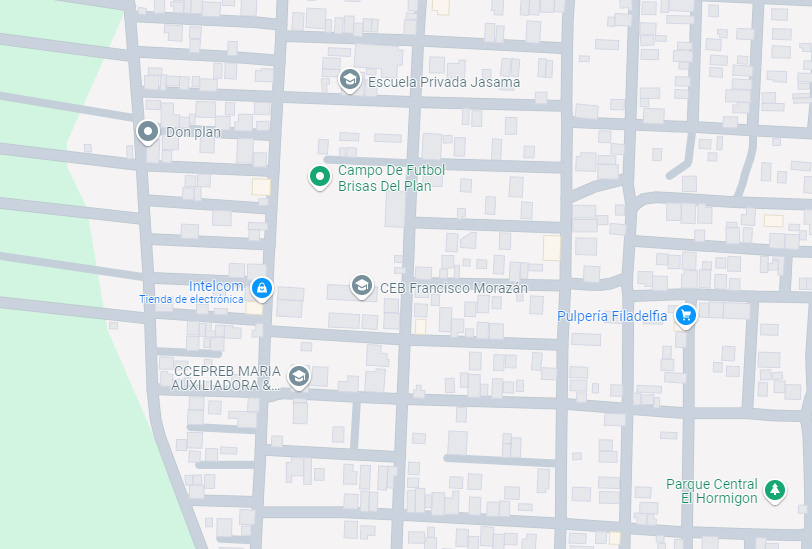 Escuela Privada Jasama
Don plan
Campo De Futbol
Brisas Del Plan
Intelcom
Tienda de electrónica
CEB Francisco Morazán
Pulpería Filadelfia
CCEPREB MARIA
AUXILIADORA &...
Parque Central
El Hormigon